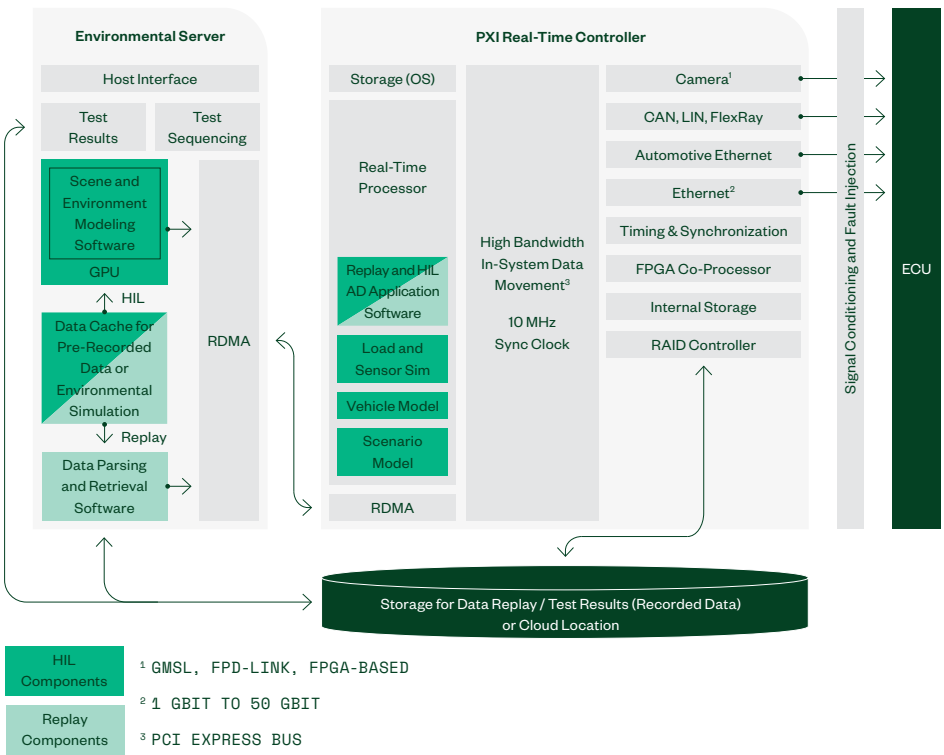 Environmental Server
Host Interface
Test
Results
Test
Sequencing
Scene and
Environment
Modeling
Software
GPU
HIL
Data Cache for
Pre-Recorded
Data or
Environmental
Simulation
Replay
Data Parsing
and Retrieval
Software
RDMA
PXI Real-Time Controller
Storage (OS)
Real-Time
Processor
Replay and HIL
AD Application
Software
Load and
Sensor Sim
Vehicle Model
Scenario
Model
RDMA
High Bandwidth
In-System Data
Movement³
10 MHz
Sync Clock
Camera¹
CAN, LIN, FlexRay
Automotive Ethernet
Ethernet²
Timing & Synchronization
FPGA Co-Processor
Internal Storage
RAID Controller
Signal Conditioning and Fault Injection
ECU
Storage for Data Replay / Test Results (Recorded Data)
or Cloud Location
HIL
Components
Replay
Components
¹ GMSL, FPD-LINK, FPGA-BASED
² 1 GBIT TO 50 GBIT
³ PCI EXPRESS BUS